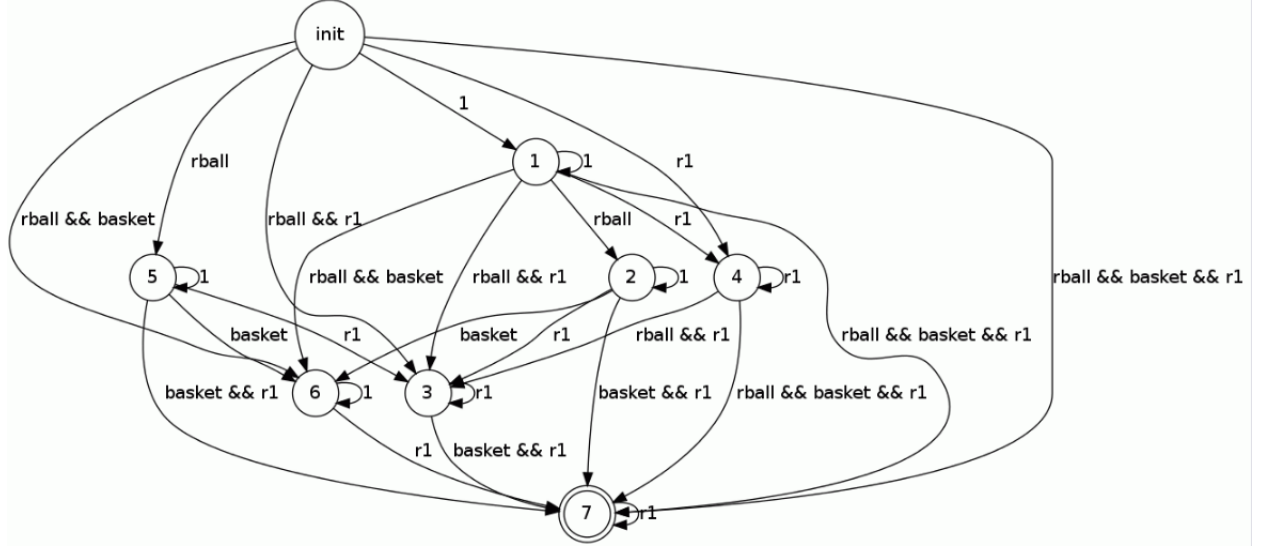 init
1
rball
r1
1
1
rball && basket
rball && r1
rball
r1
5
1
rball && basket
rball && r1
2
1
4
r1
rball && basket && r1
basket
r1
basket
r1
rball && r1
rball && basket && r1
basket && r1
6
1
3
r1
basket && r1
rball && basket && r1
r1
basket && r1
7
r1